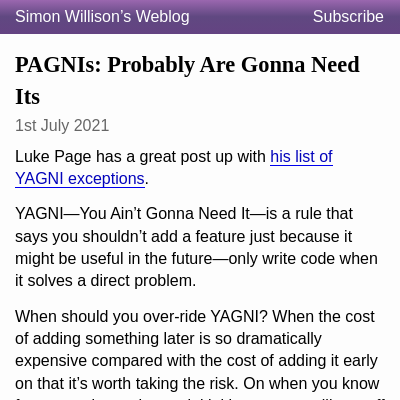 Simon Willison’s Weblog
Subscribe
PAGNIs: Probably Are Gonna Need
Its
1st July 2021
Luke Page has a great post up with his list of
YAGNI exceptions.
YAGNI—You Ain’t Gonna Need It—is a rule that
says you shouldn’t add a feature just because it
might be useful in the future—only write code when
it solves a direct problem.
When should you over-ride YAGNI? When the cost
of adding something later is so dramatically
expensive compared with the cost of adding it early
on that it’s worth taking the risk. On when you know